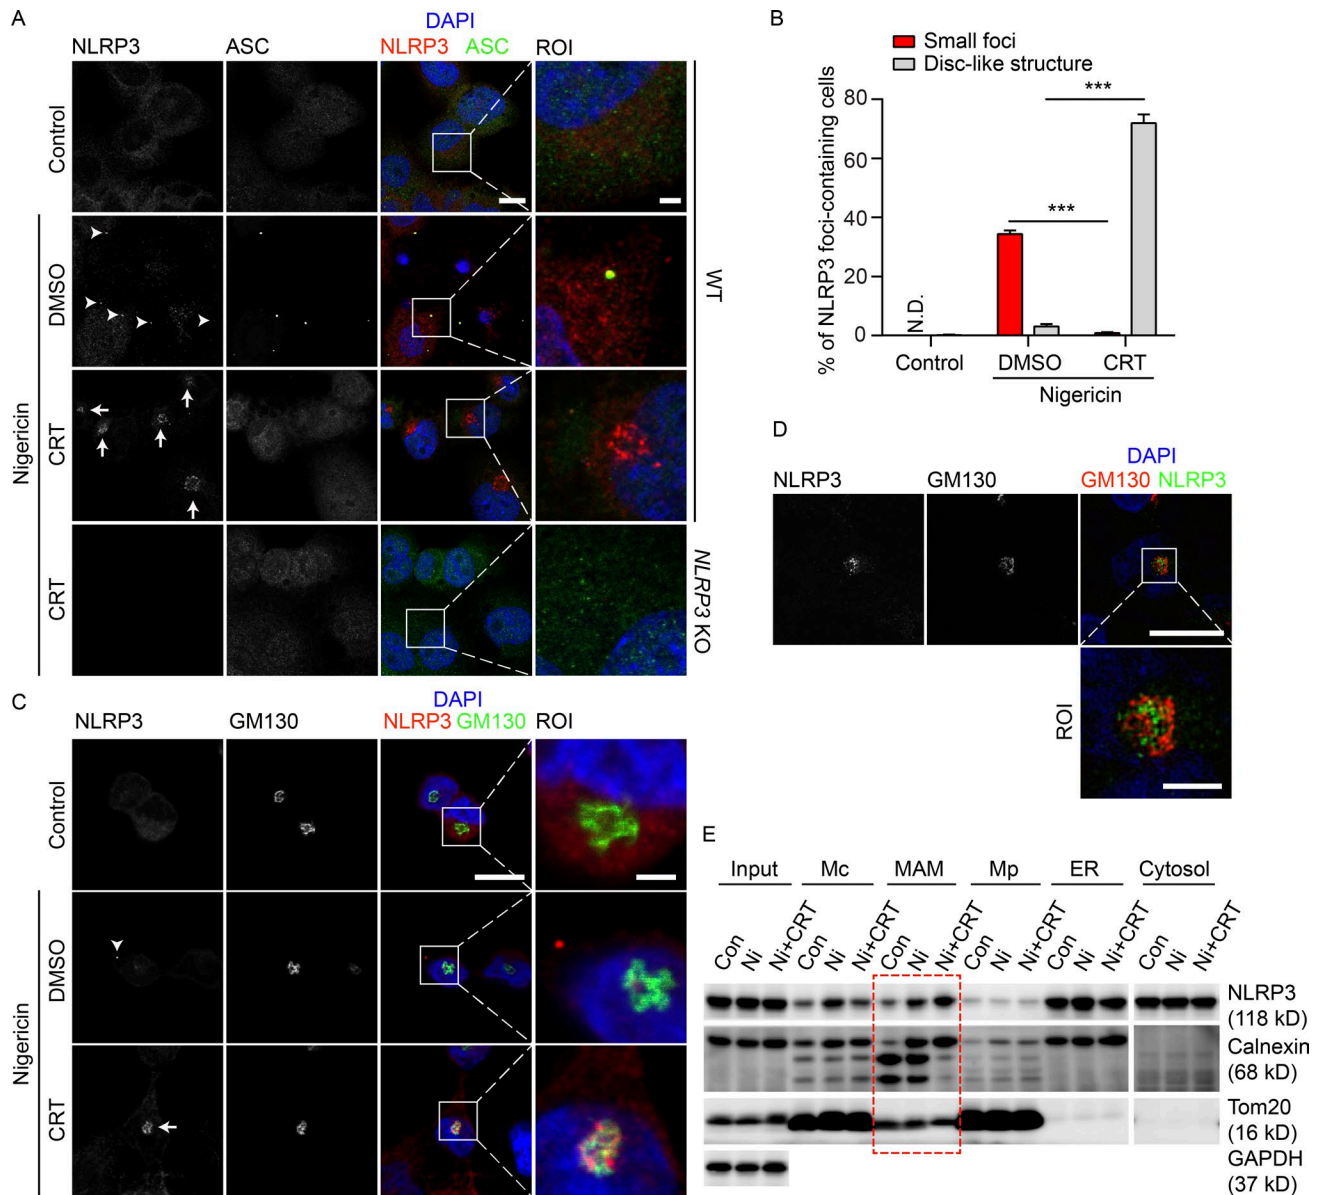 A
DAPI
NLRP3 ASC NLRP3 ASC ROI
Control
DMSO
CRT
CRT
Nigericin
WT
NLRP3 KO
B
Small foci
Disc-like structure
% of NLRP3 foci-containing cells
80
60
40
20
0
N.D.
***
***
Control DMSO CRT
Nigericin
C
DAPI
NLRP3 GM130 NLRP3 GM130 ROI
Control
DMSO
CRT
Nigericin
D
DAPI
NLRP3 GM130 GM130 NLRP3
ROI
E
Input Mc MAM Mp ER Cytosol
Con Ni Ni+CRT Con Ni Ni+CRT Con Ni Ni+CRT Con Ni Ni+CRT Con Ni Ni+CRT Con Ni Ni+CRT
NLRP3
(118 kD)
Calnexin
(68 kD)
Tom20
(16 kD)
GAPDH
(37 kD)